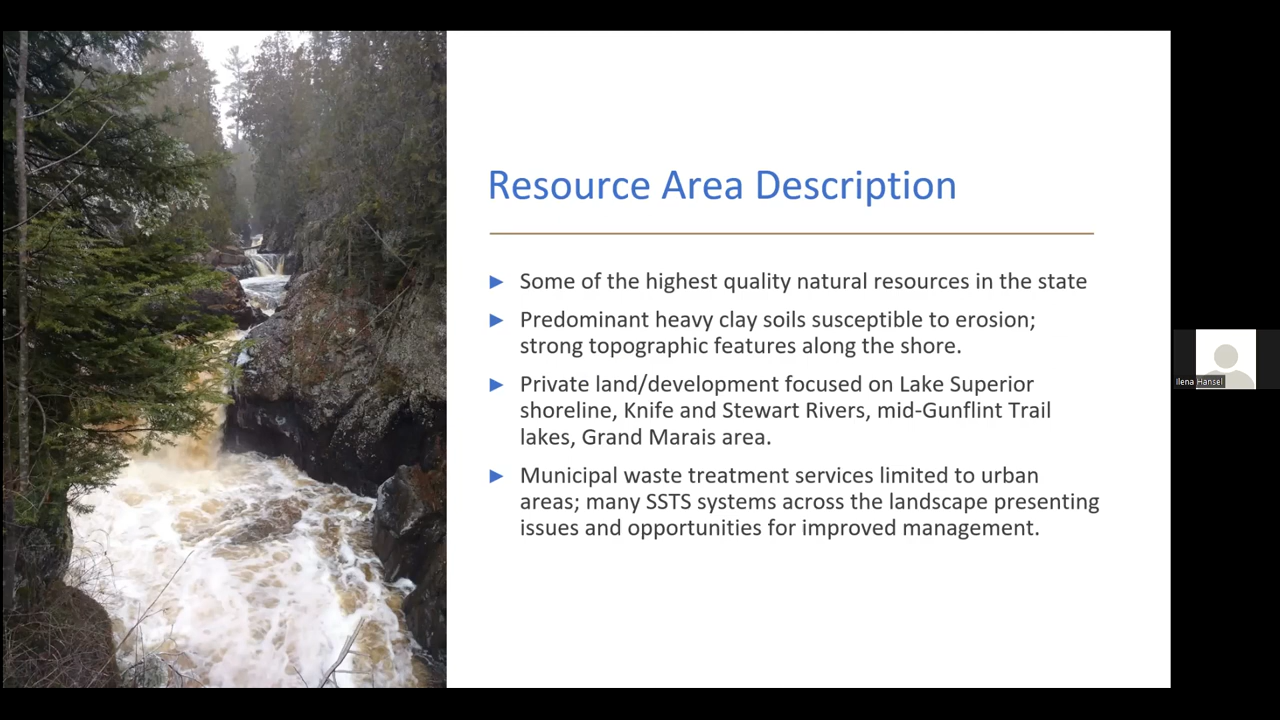 Resource Area Description
► Some of the highest quality natural resources in the state
► Predominant heavy clay soils susceptible to erosion;
strong topographic features along the shore.
► Private land/development focused on Lake Superior
shoreline, Knife and Stewart Rivers, mid-Gunflint Trail
lakes, Grand Marais area.
► Municipal waste treatment services limited to urban
areas; many SSTS systems across the landscape presenting
issues and opportunities for improved management.
Ilena Hansel